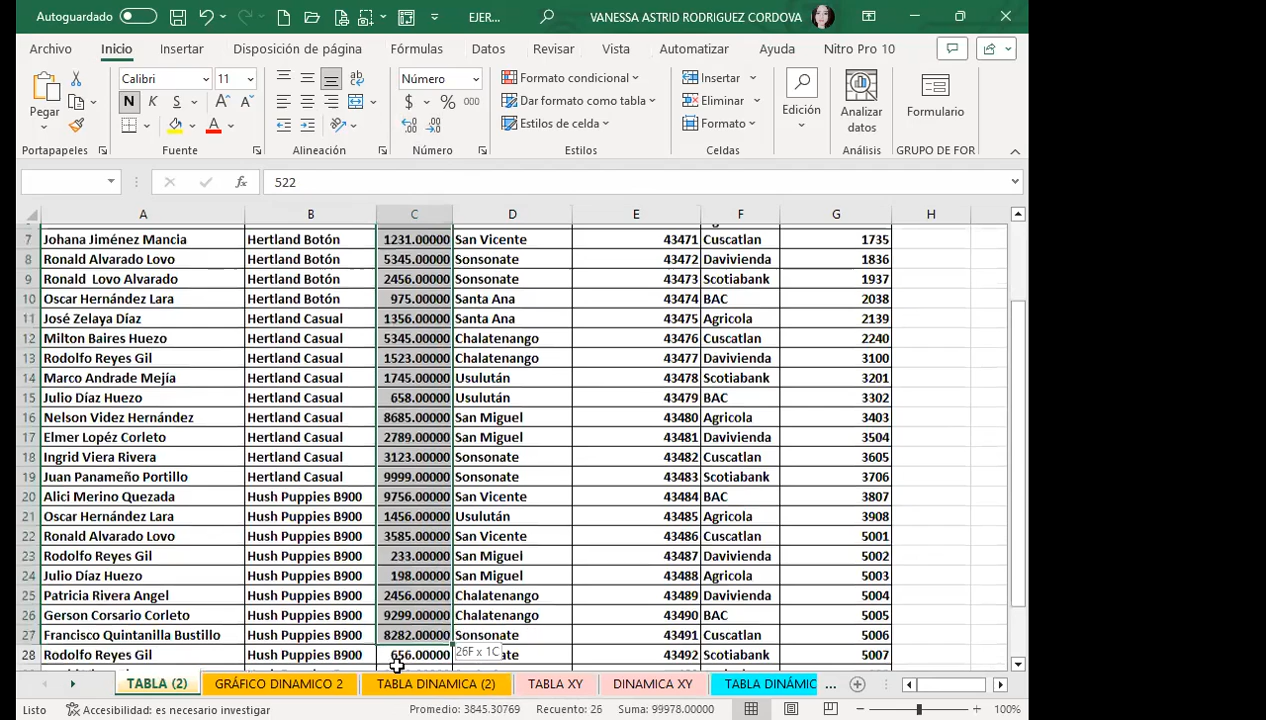 Autoguardado EJER... VANESSA ASTRID RODRIGUEZ CORDOVA
Archivo Inicio Insertar Disposición de página Fórmulas Datos Revisar Vista Automatizar Ayuda Nitro Pro 10
Pegar
Portapapeles
Calibri 11
N K S
Fuente
Alineación
Número
$ % 000
Número
Formato condicional
Dar formato como tabla
Estilos de celda
Estilos
Insertar
Eliminar
Formato
Celdas
Edición
Analizar datos
Análisis
Formulario
GRUPO DE FOR
fx 522
A B C D E F G H
7 Johana Jiménez Mancia Hertland Botón 1231.00000 San Vicente 43471 Cuscatlan 1735
8 Ronald Alvarado Lovo Hertland Botón 5345.00000 Sonsonate 43472 Davivienda 1836
9 Ronald Lovo Alvarado Hertland Botón 2456.00000 Sonsonate 43473 Scotiabank 1937
10 Oscar Hernández Lara Hertland Botón 975.00000 Santa Ana 43474 BAC 2038
11 José Zelaya Díaz Hertland Casual 1356.00000 Santa Ana 43475 Agricola 2139
12 Milton Baires Huezo Hertland Casual 5345.00000 Chalatenango 43476 Cuscatlan 2240
13 Rodolfo Reyes Gil Hertland Casual 1523.00000 Chalatenango 43477 Davivienda 3100
14 Marco Andrade Mejía Hertland Casual 1745.00000 Usulután 43478 Scotiabank 3201
15 Julio Díaz Huezo Hertland Casual 658.00000 Usulután 43479 BAC 3302
16 Nelson Videz Hernández Hertland Casual 8685.00000 San Miguel 43480 Agricola 3403
17 Elmer Lopéz Corleto Hertland Casual 2789.00000 San Miguel 43481 Davivienda 3504
18 Ingrid Viera Rivera Hertland Casual 3123.00000 Sonsonate 43482 Cuscatlan 3605
19 Juan Panameño Portillo Hertland Casual 9999.00000 Sonsonate 43483 Scotiabank 3706
20 Alici Merino Quezada Hush Puppies B900 9756.00000 San Vicente 43484 BAC 3807
21 Oscar Hernández Lara Hush Puppies B900 1456.00000 Usulután 43485 Agricola 3908
22 Ronald Alvarado Lovo Hush Puppies B900 3585.00000 San Vicente 43486 Cuscatlan 5001
23 Rodolfo Reyes Gil Hush Puppies B900 233.00000 San Miguel 43487 Davivienda 5002
24 Julio Díaz Huezo Hush Puppies B900 198.00000 San Miguel 43488 Agricola 5003
25 Patricia Rivera Angel Hush Puppies B900 2456.00000 Chalatenango 43489 Davivienda 5004
26 Gerson Corsario Corleto Hush Puppies B900 9299.00000 Chalatenango 43490 BAC 5005
27 Francisco Quintanilla Bustillo Hush Puppies B900 8282.00000 Sonsonate 43491 Cuscatlan 5006
28 Rodolfo Reyes Gil Hush Puppies B900 656.00000 26F x 1C 43492 Scotiabank 5007
TABLA (2) GRÁFICO DINAMICO 2 TABLA DINAMICA (2) TABLA XY DINAMICA XY TABLA DINÁMIC ...
Listo Accesibilidad: es necesario investigar Promedio: 3845.30769 Recuento: 26 Suma: 99978.00000 100%